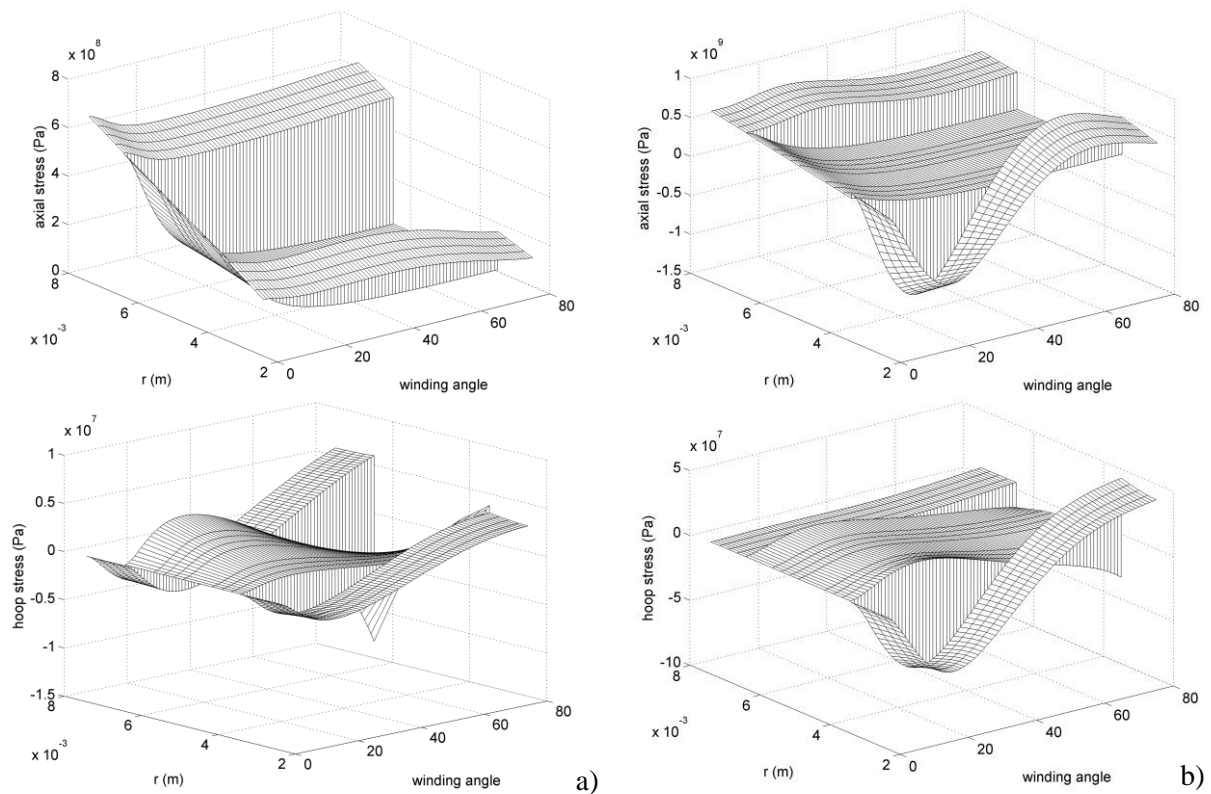 x 10^8
8
6
4
2
0
axial stress (Pa)
8
6
4
2
x 10^-3
r (m)
0
20
40
60
80
winding angle
x 10^9
1
0.5
0
-0.5
-1
-1.5
axial stress (Pa)
8
6
4
2
x 10^-3
r (m)
0
20
40
60
80
winding angle
x 10^7
1
0.5
0
-0.5
-1
-1.5
hoop stress (Pa)
8
6
4
2
x 10^-3
r (m)
0
20
40
60
80
winding angle
a)
x 10^7
5
0
-5
-10
hoop stress (Pa)
8
6
4
2
x 10^-3
r (m)
0
20
40
60
80
winding angle
b)